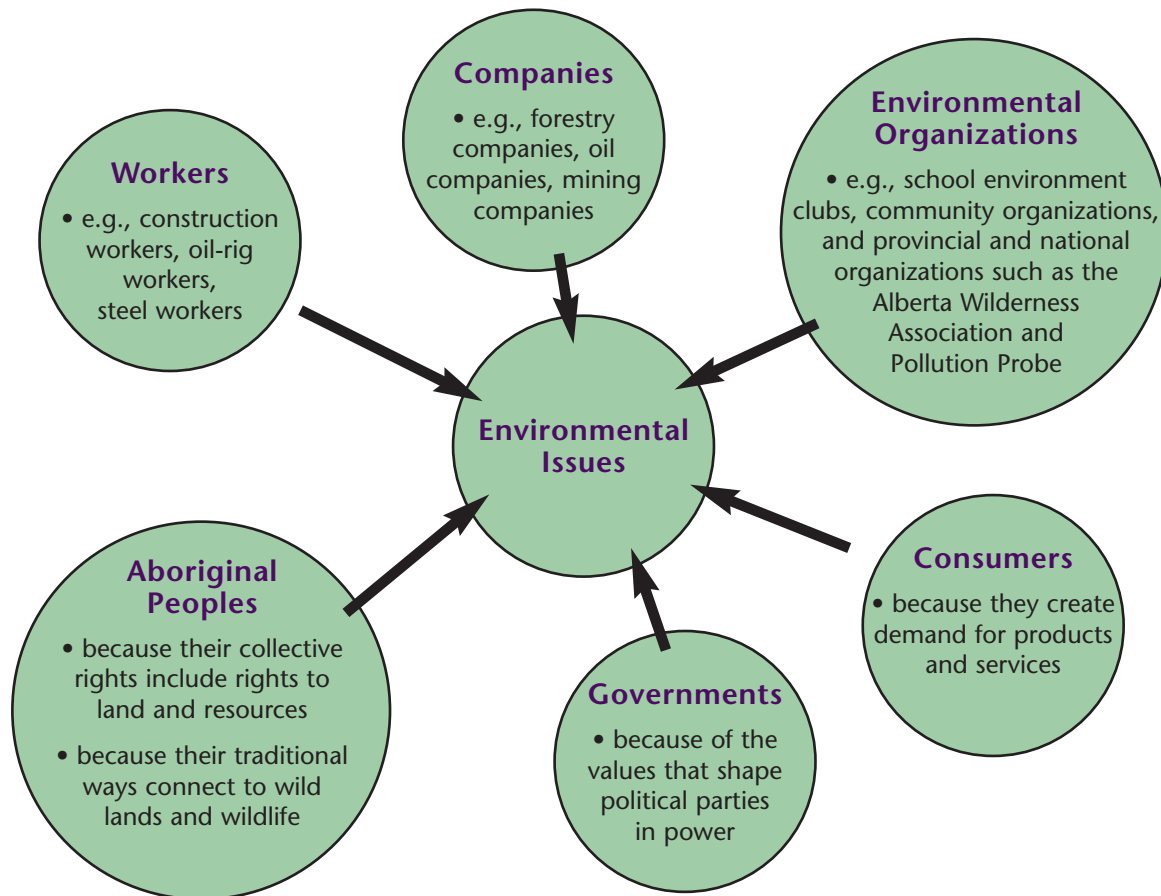 Companies
• e.g., forestry
companies, oil
companies, mining
companies
Environmental
Organizations
• e.g., school environment
clubs, community organizations,
and provincial and national
organizations such as the
Alberta Wilderness
Association and
Pollution Probe
Workers
• e.g., construction
workers, oil-rig
workers,
steel workers
Environmental
Issues
Aboriginal
Peoples
• because their collective
rights include rights to
land and resources
• because their traditional
ways connect to wild
lands and wildlife
Governments
• because of the
values that shape
political parties
in power
Consumers
• because they create
demand for products
and services